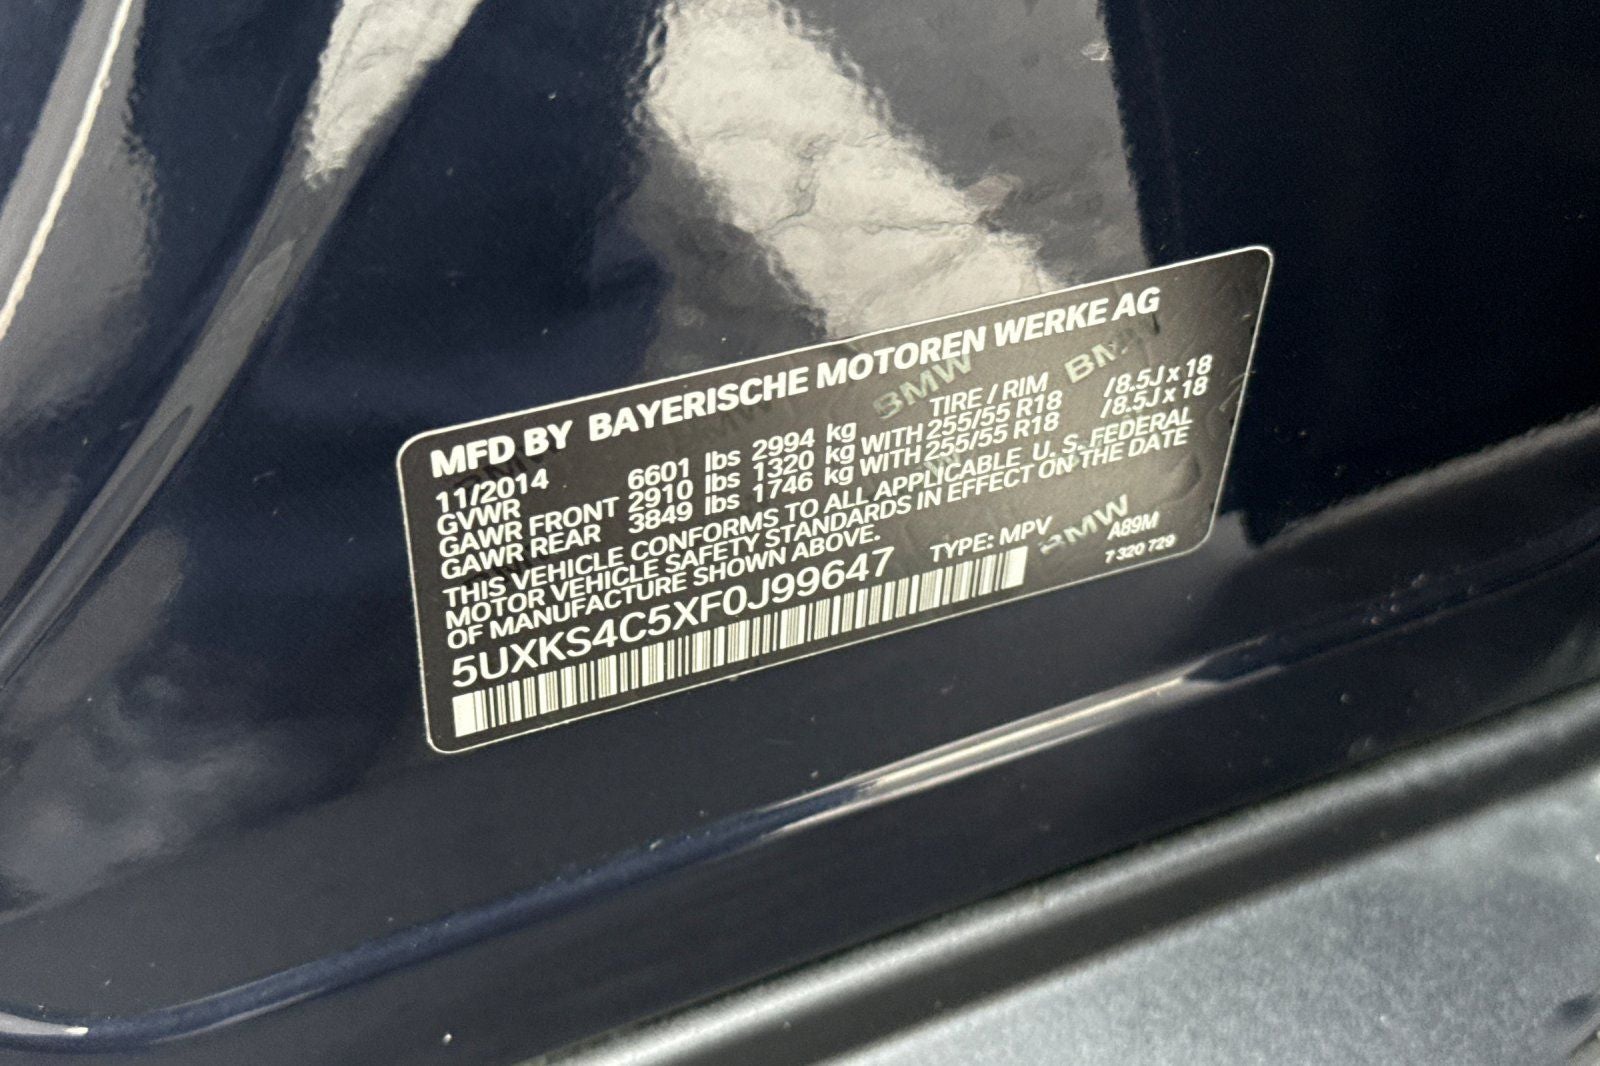 MFD BY BAYERISCHE MOTOREN WERKE AG
11/2014 TIRE / RIM
GVWR 6601 lbs 2994 kg
GAWR FRONT 2910 lbs 1320 kg WITH 255/55 R18 /8.5J x 18
GAWR REAR 3849 lbs 1746 kg WITH 255/55 R18 /8.5J x 18
THIS VEHICLE CONFORMS TO ALL APPLICABLE U. S. FEDERAL
MOTOR VEHICLE SAFETY STANDARDS IN EFFECT ON THE DATE
OF MANUFACTURE SHOWN ABOVE.
5UXKS4C5XF0J99647 TYPE: MPV A89M
7 320 729
BMW
BMW
BMW